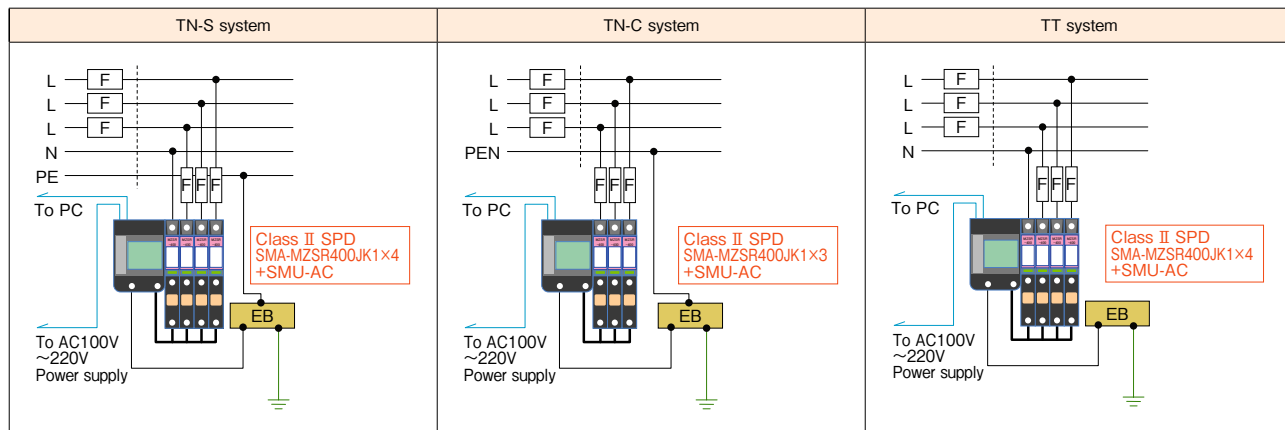 TN-S system
L F
L F
L F
N
PE
F F F
To PC
Class Ⅱ SPD
SMA-MZSR400JK1×4
+SMU-AC
EB
To AC100V
～220V
Power supply
TN-C system
L F
L F
L F
PEN
F F F
To PC
Class Ⅱ SPD
SMA-MZSR400JK1×3
+SMU-AC
EB
To AC100V
～220V
Power supply
TT system
L F
L F
L F
N
F F F
To PC
Class Ⅱ SPD
SMA-MZSR400JK1×4
+SMU-AC
EB
To AC100V
～220V
Power supply